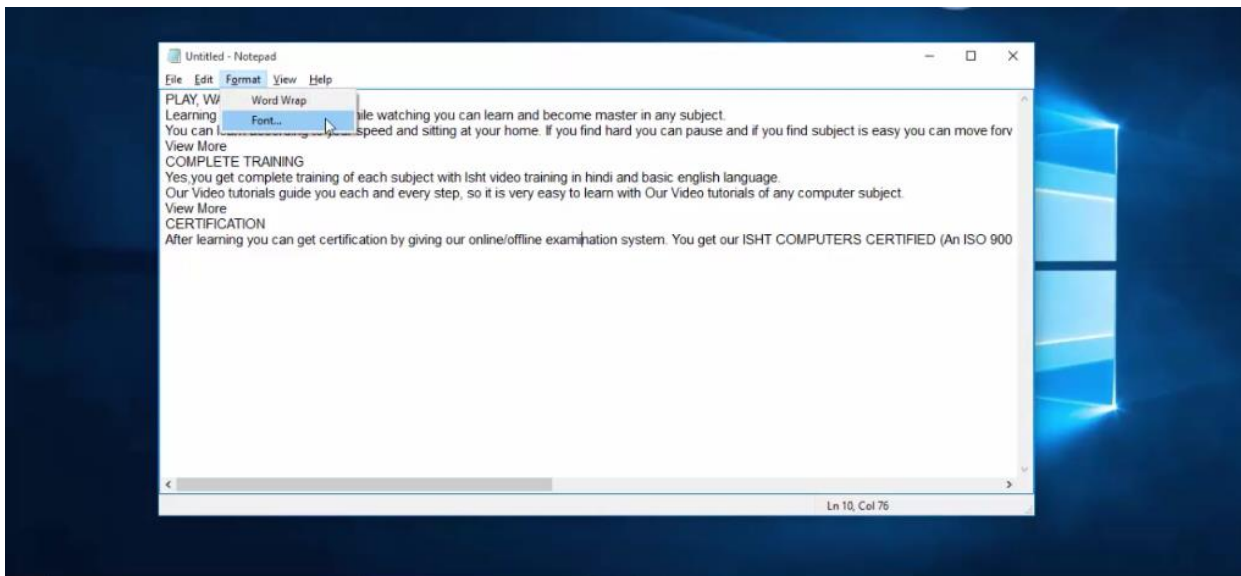 Untitled - Notepad
File Edit Format View Help
Word Wrap
Font...
PLAY, W
Learning ile watching you can learn and become master in any subject.
You can l speed and sitting at your home. If you find hard you can pause and if you find subject is easy you can move forv
View More
COMPLETE TRAINING
Yes,you get complete training of each subject with Isht video training in hindi and basic english language.
Our Video tutorials guide you each and every step, so it is very easy to learn with Our Video tutorials of any computer subject.
View More
CERTIFICATION
After learning you can get certification by giving our online/offline examination system. You get our ISHT COMPUTERS CERTIFIED (An ISO 900
Ln 10, Col 76